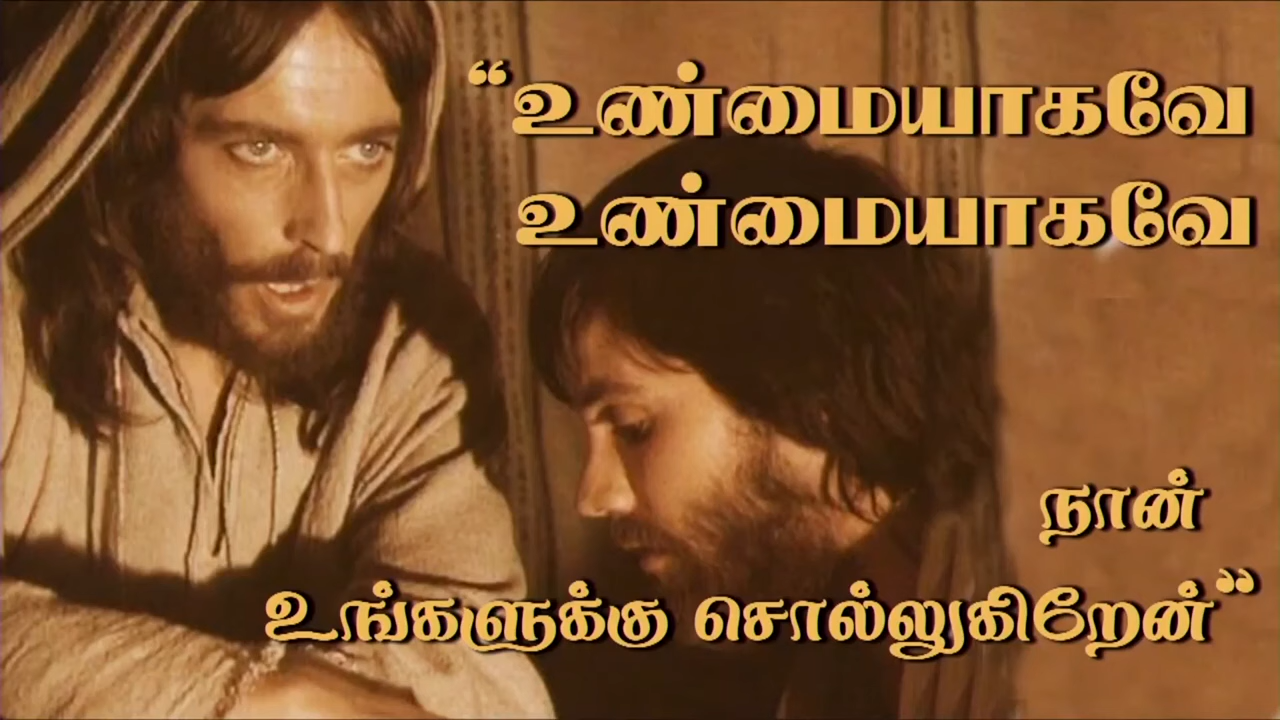 “உண்மையாகவே
உண்மையாகவே
நான்
உங்களுக்கு சொல்லுகிறேன்”